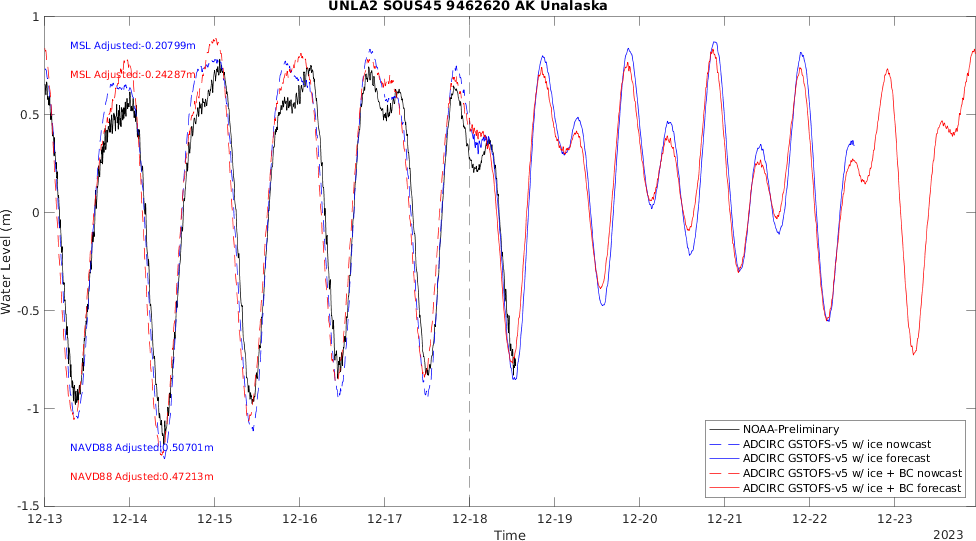 UNLA2 SOUS45 9462620 AK Unalaska
1
0.5
0
-0.5
-1
-1.5
Water Level (m)
MSL Adjusted:-0.20799m
MSL Adjusted:-0.24287m
NAVD88 Adjusted:0.50701m
NAVD88 Adjusted:0.47213m
NOAA-Preliminary
ADCIRC GSTOFS-v5 w/ ice nowcast
ADCIRC GSTOFS-v5 w/ ice forecast
ADCIRC GSTOFS-v5 w/ ice + BC nowcast
ADCIRC GSTOFS-v5 w/ ice + BC forecast
12-13 12-14 12-15 12-16 12-17 12-18 12-19 12-20 12-21 12-22 12-23
Time
2023